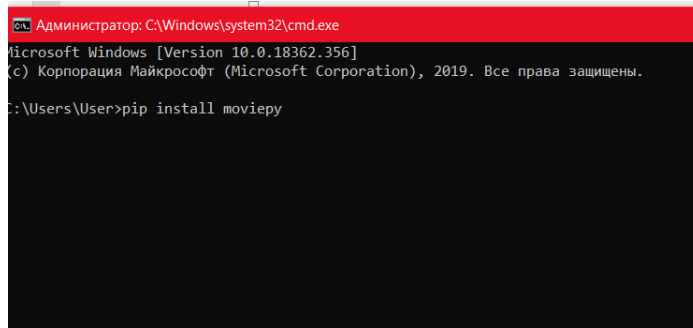 Администратор: C:\Windows\system32\cmd.exe
Microsoft Windows [Version 10.0.18362.356]
(c) Корпорация Майкрософт (Microsoft Corporation), 2019. Все права защищены.
C:\Users\User>pip install moviepy